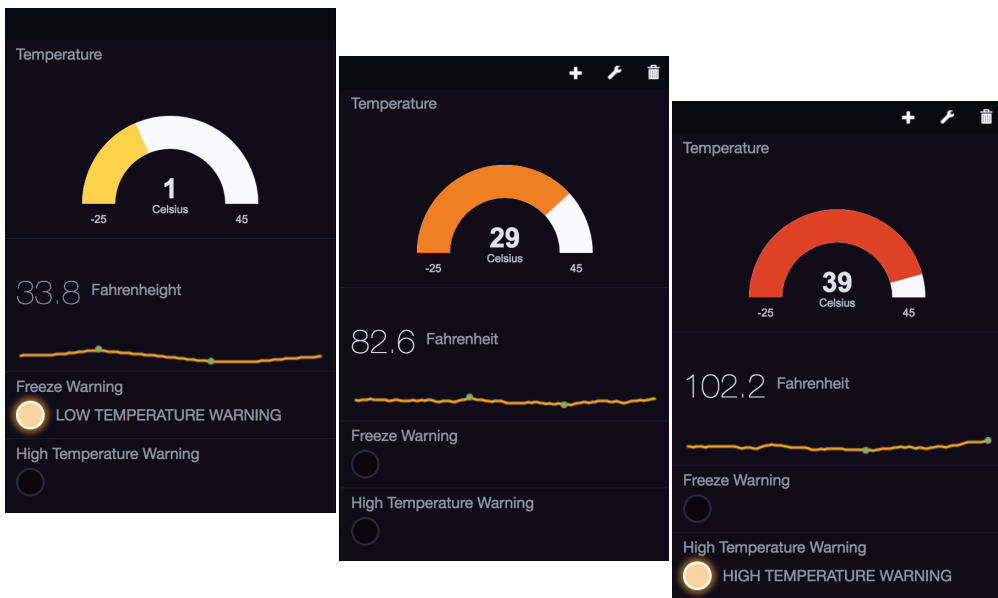 Temperature
1
Celsius
-25 45
33.8 Fahrenheight
Freeze Warning
LOW TEMPERATURE WARNING
High Temperature Warning
Temperature
29
Celsius
-25 45
82.6 Fahrenheit
Freeze Warning
High Temperature Warning
Temperature
39
Celsius
-25 45
102.2 Fahrenheit
Freeze Warning
High Temperature Warning
HIGH TEMPERATURE WARNING